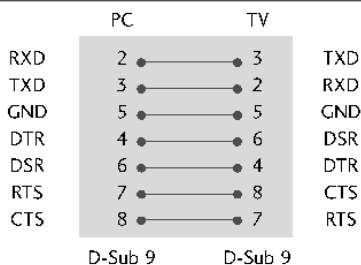 PC TV
RXD 2 3 TXD
TXD 3 2 RXD
GND 5 5 GND
DTR 4 6 DSR
DSR 6 4 DTR
RTS 7 8 CTS
CTS 8 7 RTS
D-Sub 9 D-Sub 9